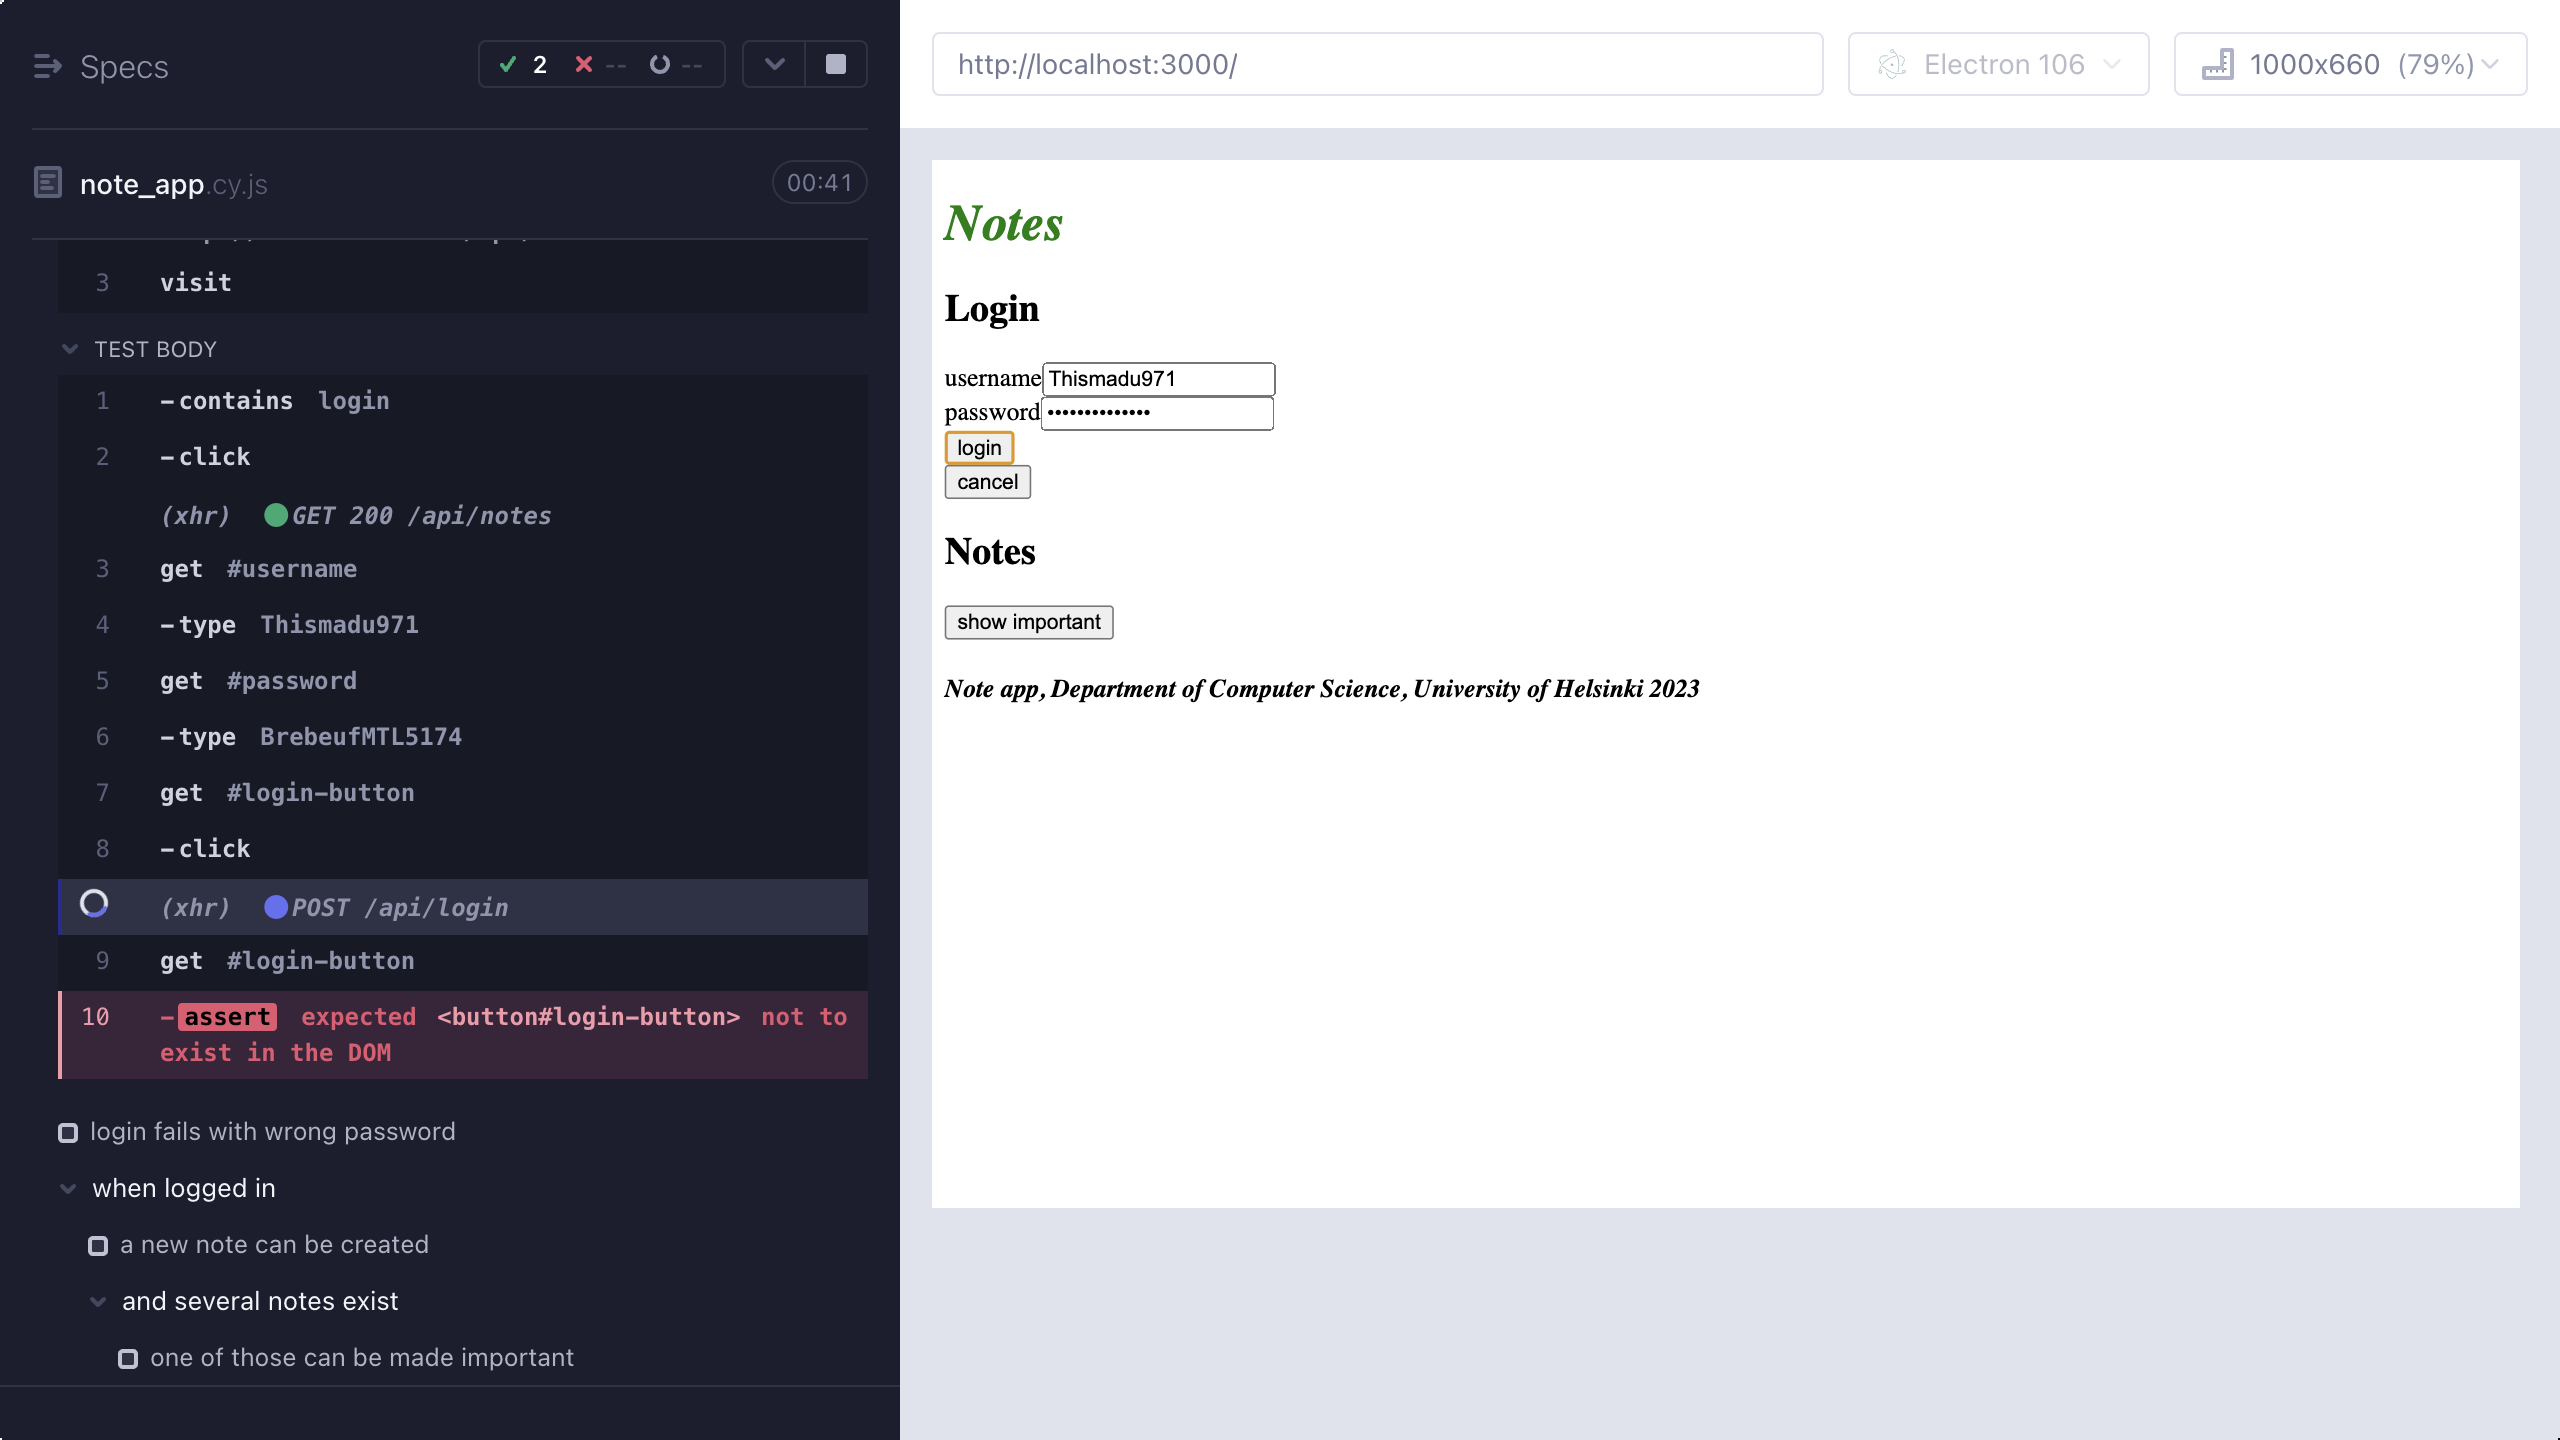 Specs
2 -- --
note_app.cy.js
00:41
3 visit
TEST BODY
1 -contains login
2 -click
(xhr) GET 200 /api/notes
3 get #username
4 -type Thismadu971
5 get #password
6 -type BrebeufMTL5174
7 get #login-button
8 -click
(xhr) POST /api/login
9 get #login-button
10 -assert expected <button#login-button> not to
exist in the DOM
login fails with wrong password
when logged in
a new note can be created
and several notes exist
one of those can be made important
http://localhost:3000/
Electron 106
1000x660 (79%)
Notes
Login
username Thismadu971
password ••••••••••••••
login
cancel
Notes
show important
Note app, Department of Computer Science, University of Helsinki 2023